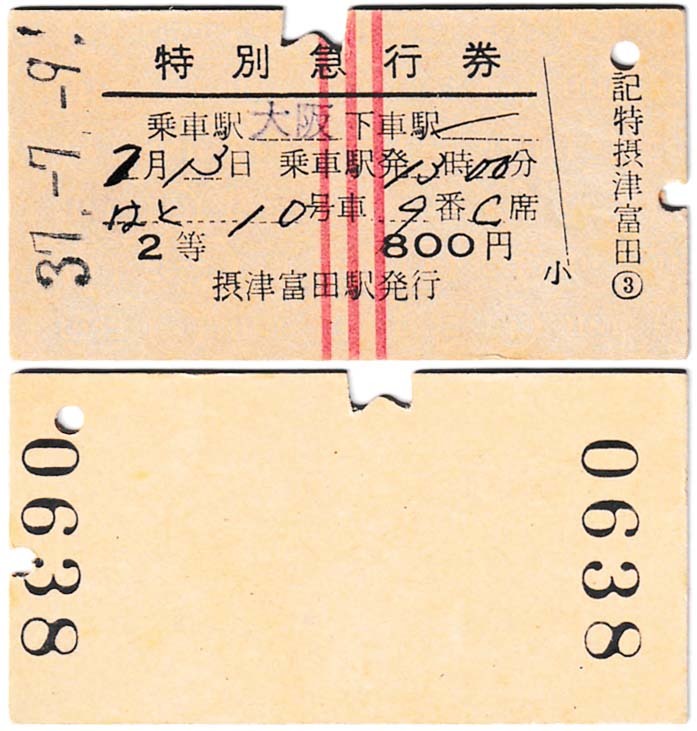 37.-7.-9.
特別急行券
乗車駅 大阪 下車駅
7月13日 乗車駅発13時00分
はと 10号車 9番C席
2等 800円
摂津富田駅発行
小
記特摂津富田③
0638
0638